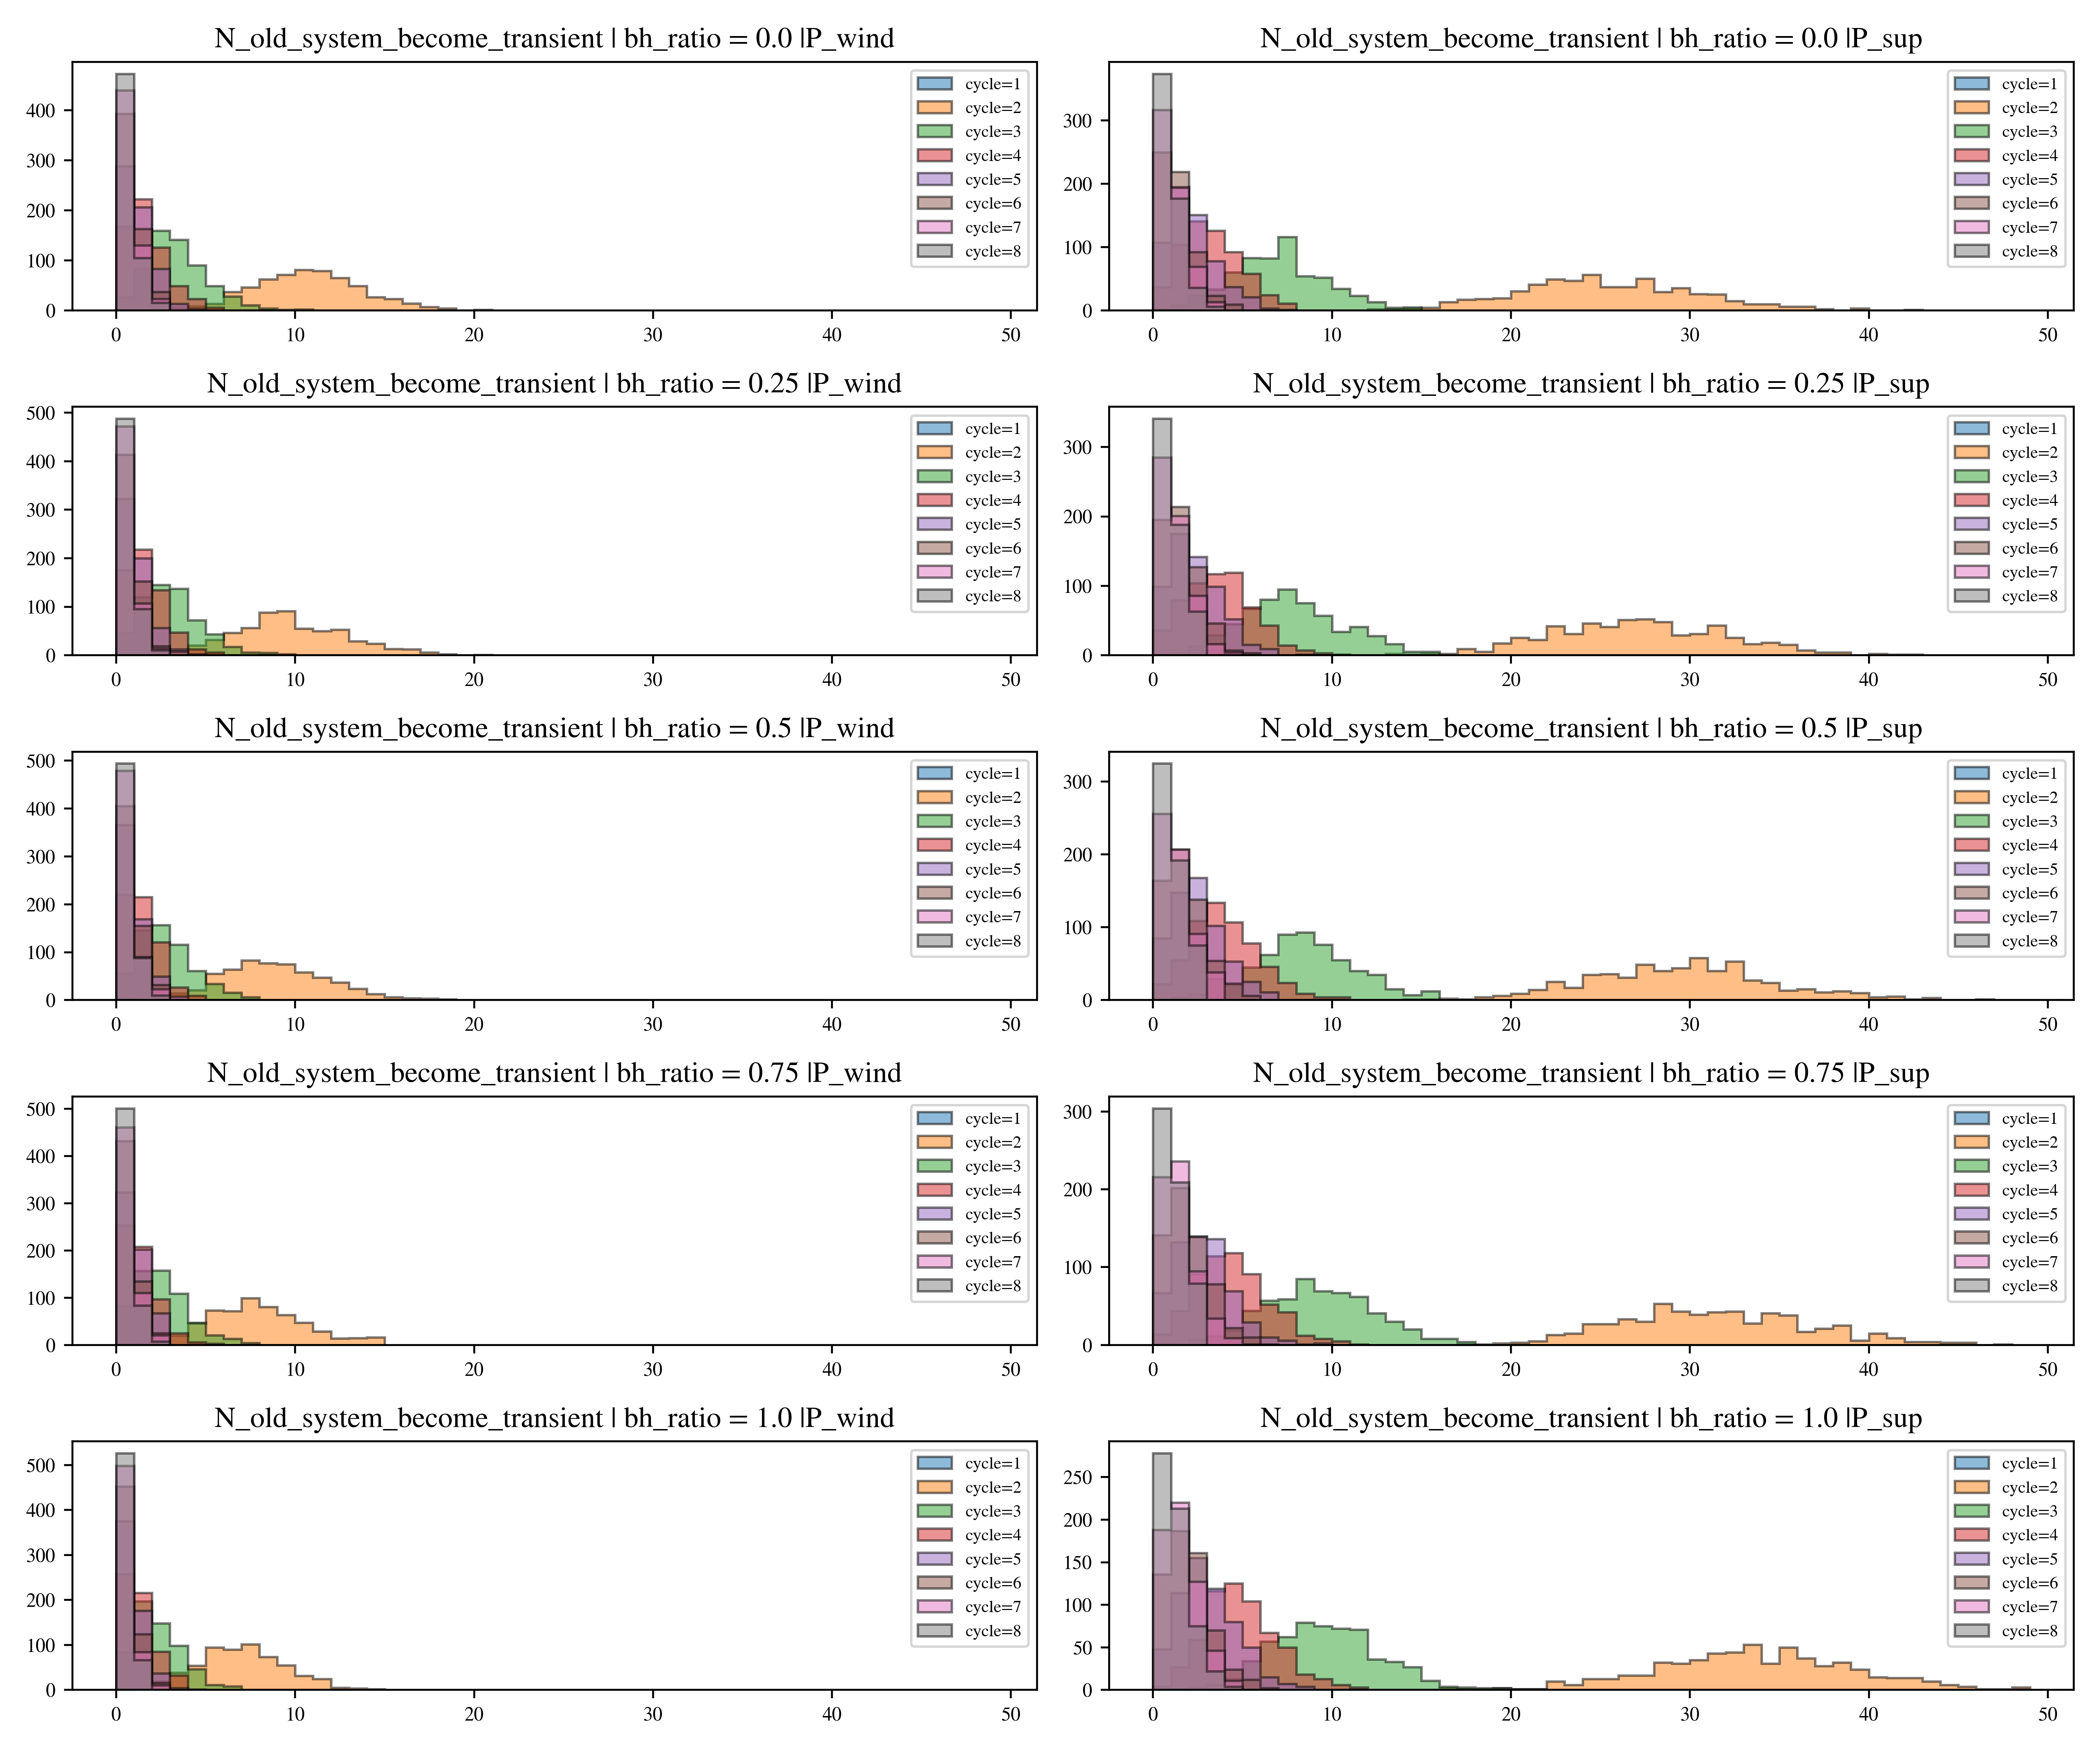 N_old_system_become_transient | bh_ratio = 0.0 |P_wind
400
300
200
100
0
0 10 20 30 40 50
cycle=1
cycle=2
cycle=3
cycle=4
cycle=5
cycle=6
cycle=7
cycle=8
N_old_system_become_transient | bh_ratio = 0.0 |P_sup
300
200
100
0
0 10 20 30 40 50
cycle=1
cycle=2
cycle=3
cycle=4
cycle=5
cycle=6
cycle=7
cycle=8
N_old_system_become_transient | bh_ratio = 0.25 |P_wind
500
400
300
200
100
0
0 10 20 30 40 50
cycle=1
cycle=2
cycle=3
cycle=4
cycle=5
cycle=6
cycle=7
cycle=8
N_old_system_become_transient | bh_ratio = 0.25 |P_sup
300
200
100
0
0 10 20 30 40 50
cycle=1
cycle=2
cycle=3
cycle=4
cycle=5
cycle=6
cycle=7
cycle=8
N_old_system_become_transient | bh_ratio = 0.5 |P_wind
500
400
300
200
100
0
0 10 20 30 40 50
cycle=1
cycle=2
cycle=3
cycle=4
cycle=5
cycle=6
cycle=7
cycle=8
N_old_system_become_transient | bh_ratio = 0.5 |P_sup
300
200
100
0
0 10 20 30 40 50
cycle=1
cycle=2
cycle=3
cycle=4
cycle=5
cycle=6
cycle=7
cycle=8
N_old_system_become_transient | bh_ratio = 0.75 |P_wind
500
400
300
200
100
0
0 10 20 30 40 50
cycle=1
cycle=2
cycle=3
cycle=4
cycle=5
cycle=6
cycle=7
cycle=8
N_old_system_become_transient | bh_ratio = 0.75 |P_sup
300
200
100
0
0 10 20 30 40 50
cycle=1
cycle=2
cycle=3
cycle=4
cycle=5
cycle=6
cycle=7
cycle=8
N_old_system_become_transient | bh_ratio = 1.0 |P_wind
500
400
300
200
100
0
0 10 20 30 40 50
cycle=1
cycle=2
cycle=3
cycle=4
cycle=5
cycle=6
cycle=7
cycle=8
N_old_system_become_transient | bh_ratio = 1.0 |P_sup
250
200
150
100
50
0
0 10 20 30 40 50
cycle=1
cycle=2
cycle=3
cycle=4
cycle=5
cycle=6
cycle=7
cycle=8